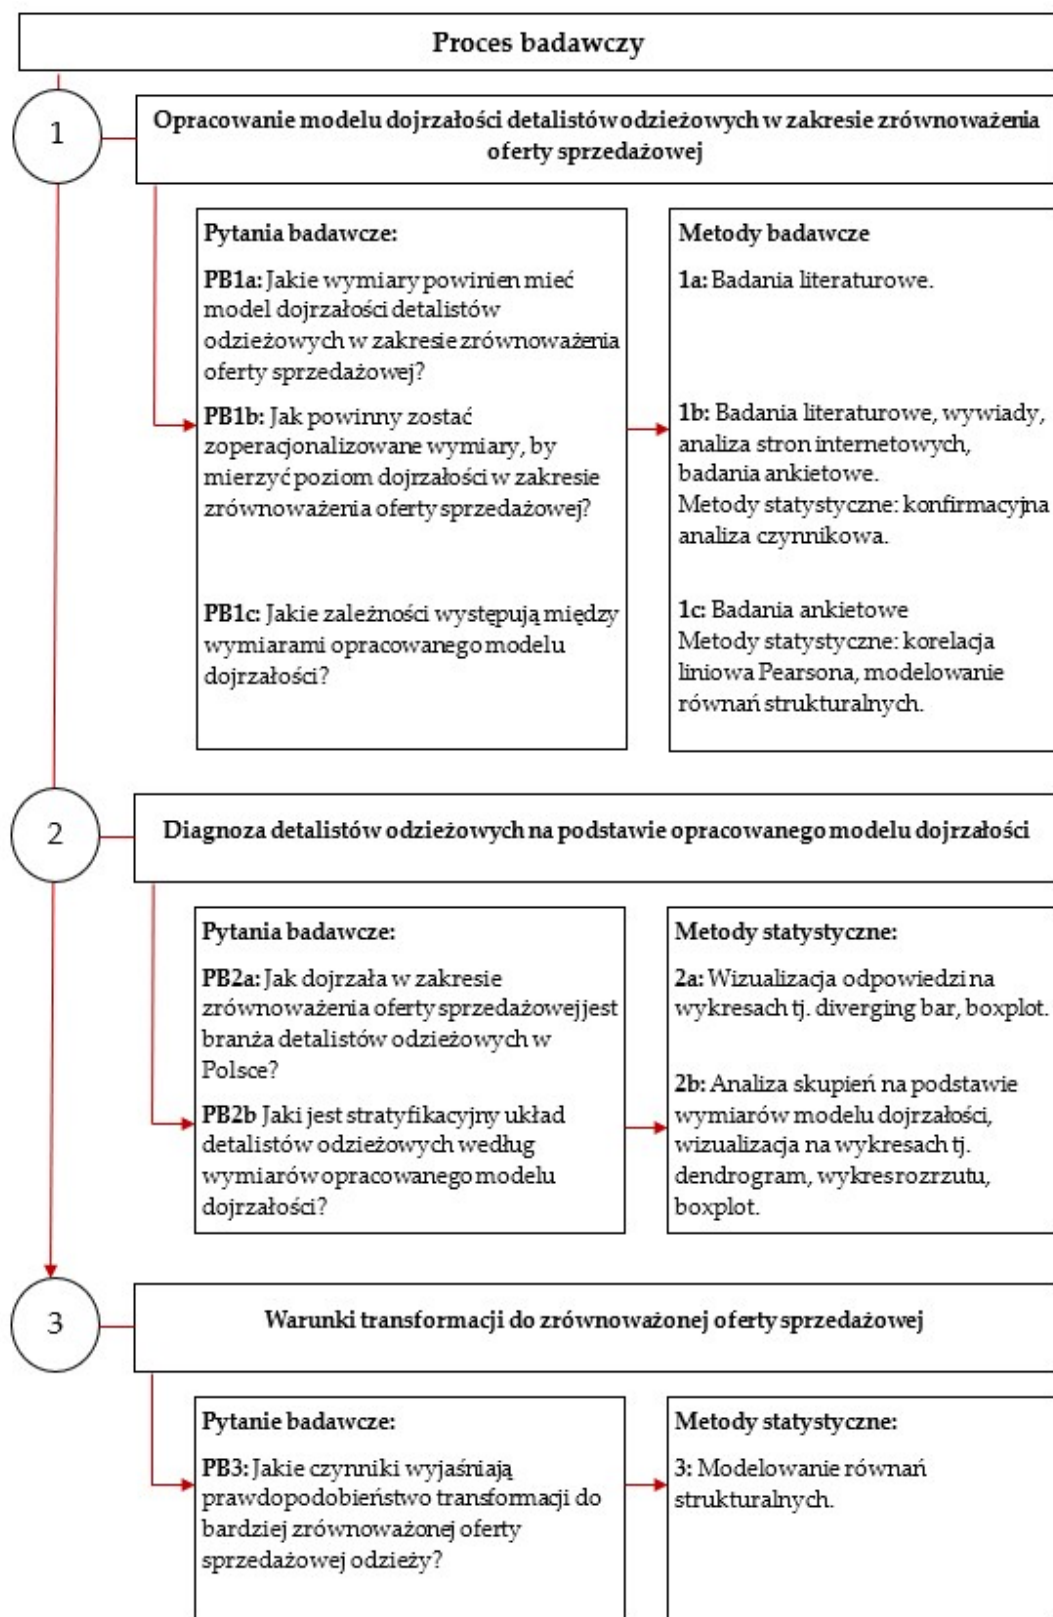 Proces badawczy
1
Opracowanie modelu dojrzałości detalistów odzieżowych w zakresie zrównoważenia
oferty sprzedażowej
Pytania badawcze:
PB1a: Jakie wymiary powinien mieć
model dojrzałości detalistów
odzieżowych w zakresie zrównoważenia
oferty sprzedażowej?
PB1b: Jak powinny zostać
zoperacjonalizowane wymiary, by
mierzyć poziom dojrzałości w zakresie
zrównoważenia oferty sprzedażowej?
PB1c: Jakie zależności występują między
wymiarami opracowanego modelu
dojrzałości?
Metody badawcze
1a: Badania literaturowe.
1b: Badania literaturowe, wywiady,
analiza stron internetowych,
badania ankietowe.
Metody statystyczne: konfirmacyjna
analiza czynnikowa.
1c: Badania ankietowe
Metody statystyczne: korelacja
liniowa Pearsona, modelowanie
równań strukturalnych.
2
Diagnoza detalistów odzieżowych na podstawie opracowanego modelu dojrzałości
Pytania badawcze:
PB2a: Jak dojrzała w zakresie
zrównoważenia oferty sprzedażowej jest
branża detalistów odzieżowych w
Polsce?
PB2b Jaki jest stratyfikacyjny układ
detalistów odzieżowych według
wymiarów opracowanego modelu
dojrzałości?
Metody statystyczne:
2a: Wizualizacja odpowiedzi na
wykresach tj. diverging bar, boxplot.
2b: Analiza skupień na podstawie
wymiarów modelu dojrzałości,
wizualizacja na wykresach tj.
dendrogram, wykres rozrzutu,
boxplot.
3
Warunki transformacji do zrównoważonej oferty sprzedażowej
Pytanie badawcze:
PB3: Jakie czynniki wyjaśniają
prawdopodobieństwo transformacji do
bardziej zrównoważonej oferty
sprzedażowej odzieży?
Metody statystyczne:
3: Modelowanie równań
strukturalnych.